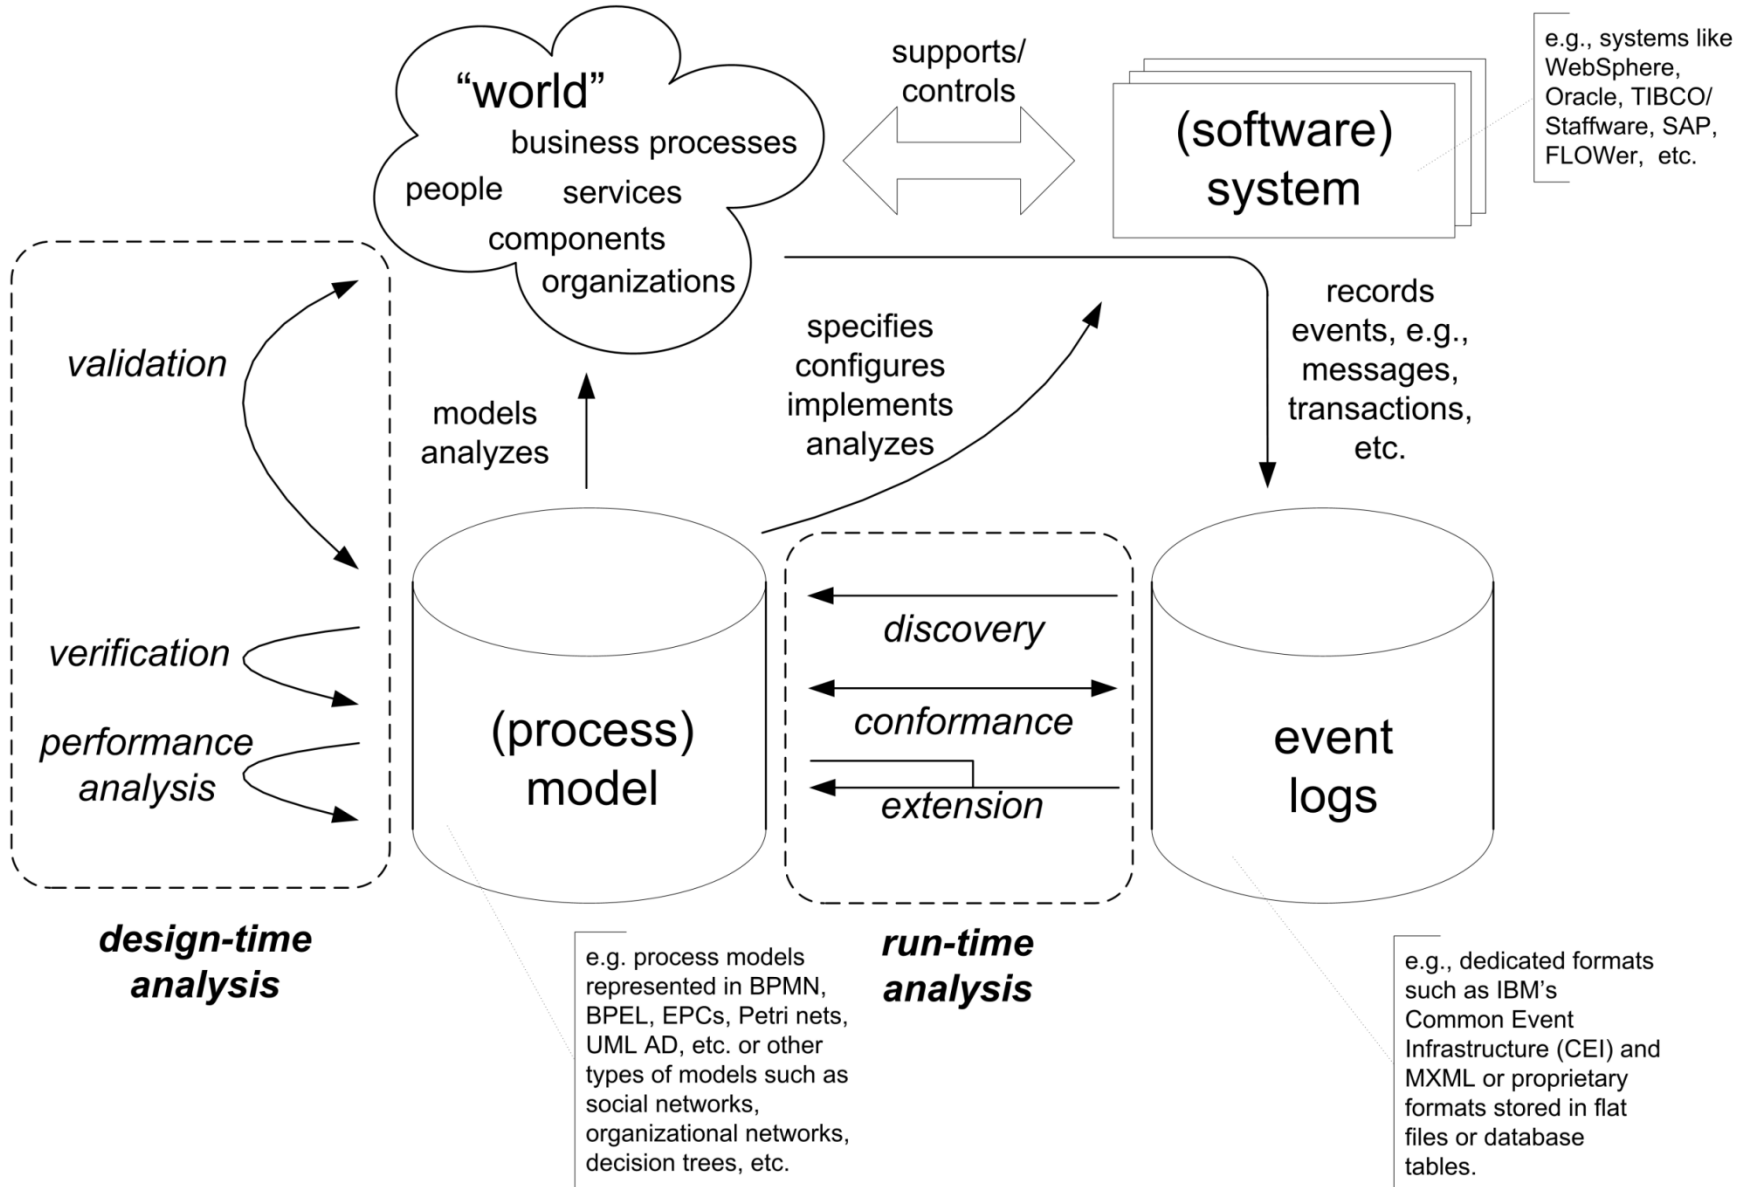 “world”
business processes
people
services
components
organizations
supports/
controls
(software)
system
e.g., systems like
WebSphere,
Oracle, TIBCO/
Staffware, SAP,
FLOWer, etc.
validation
models
analyzes
specifies
configures
implements
analyzes
records
events, e.g.,
messages,
transactions,
etc.
verification
performance
analysis
(process)
model
discovery
conformance
extension
event
logs
design-time
analysis
run-time
analysis
e.g. process models
represented in BPMN,
BPEL, EPCs, Petri nets,
UML AD, etc. or other
types of models such as
social networks,
organizational networks,
decision trees, etc.
e.g., dedicated formats
such as IBM’s
Common Event
Infrastructure (CEI) and
MXML or proprietary
formats stored in flat
files or database
tables.